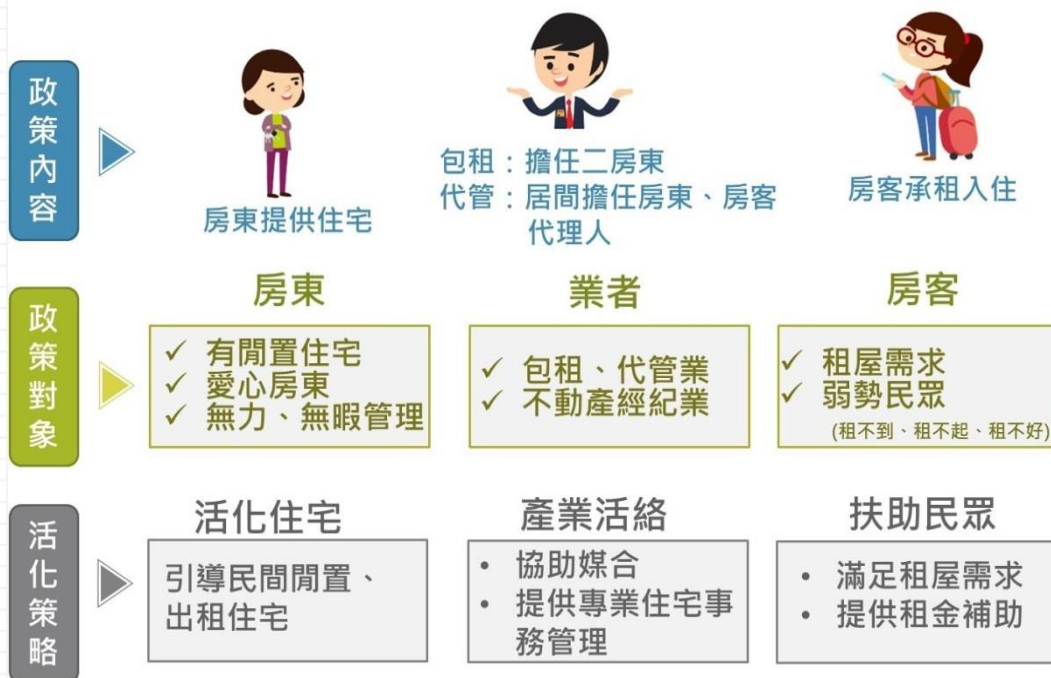 政策內容
房東提供住宅
包租：擔任二房東
代管：居間擔任房東、房客
代理人
房客承租入住
政策對象
房東
✓ 有閒置住宅
✓ 愛心房東
✓ 無力、無暇管理
業者
✓ 包租、代管業
✓ 不動產經紀業
房客
✓ 租屋需求
✓ 弱勢民眾
(租不到、租不起、租不好)
活化策略
活化住宅
引導民間閒置、
出租住宅
產業活絡
• 協助媒合
• 提供專業住宅事
務管理
扶助民眾
• 滿足租屋需求
• 提供租金補助